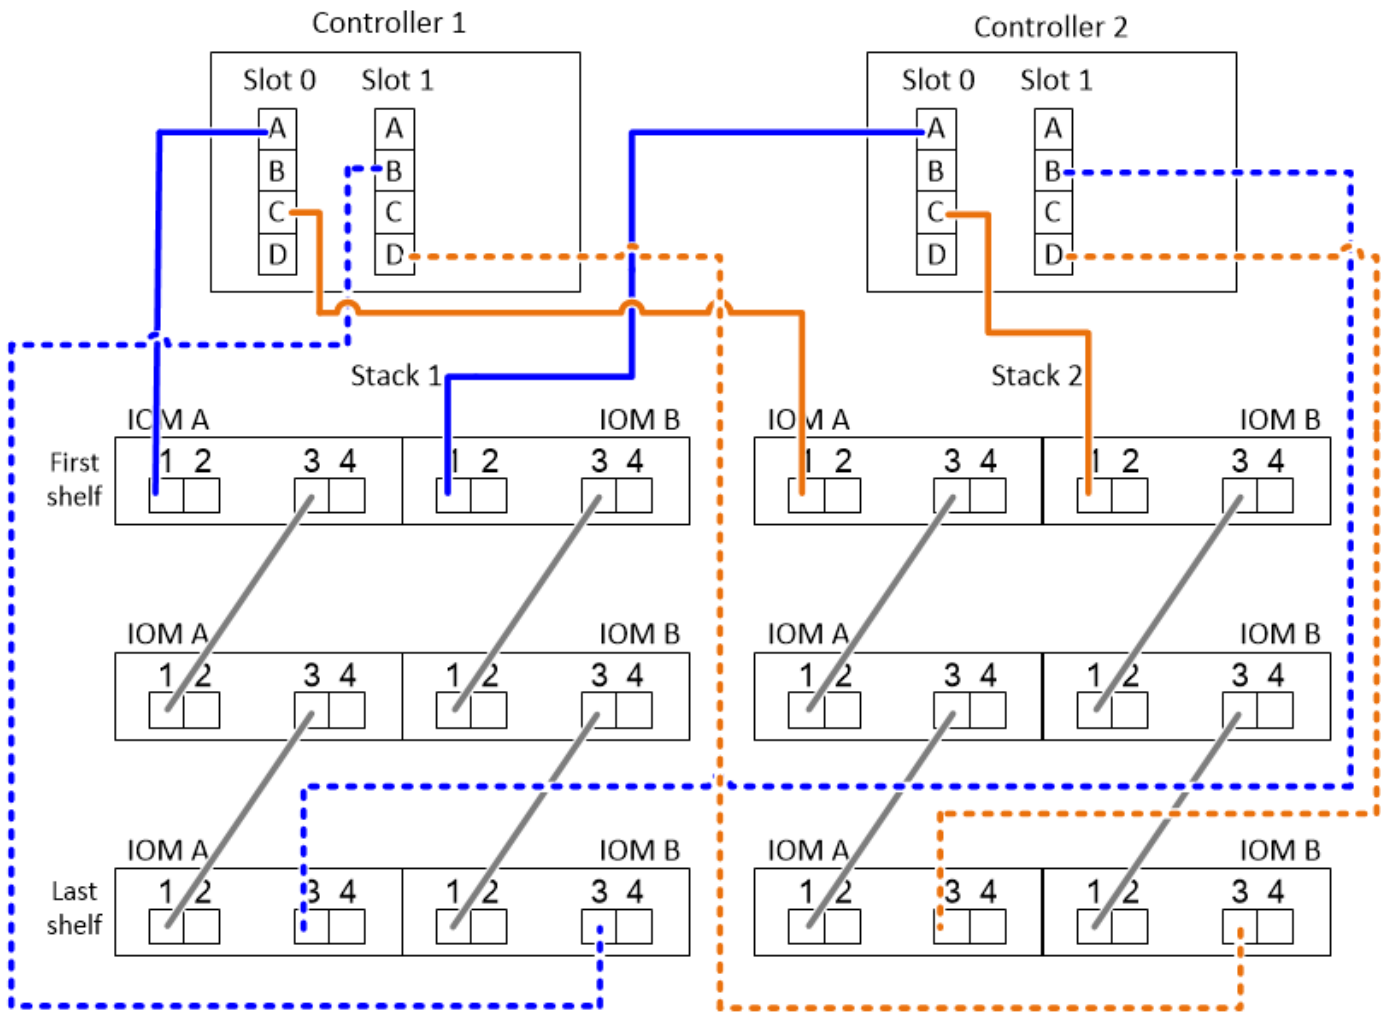 Controller 1
Controller 2
Slot 0 Slot 1
Slot 0 Slot 1
A A
B B
C C
D D
A A
B B
C C
D D
Stack 1
Stack 2
IOM A IOM B
IOM A IOM B
First
shelf
1 2 3 4 1 2 3 4
1 2 3 4 1 2 3 4
IOM A IOM B
IOM A IOM B
1 2 3 4 1 2 3 4
1 2 3 4 1 2 3 4
IOM A IOM B
IOM A IOM B
Last
shelf
1 2 3 4 1 2 3 4
1 2 3 4 1 2 3 4